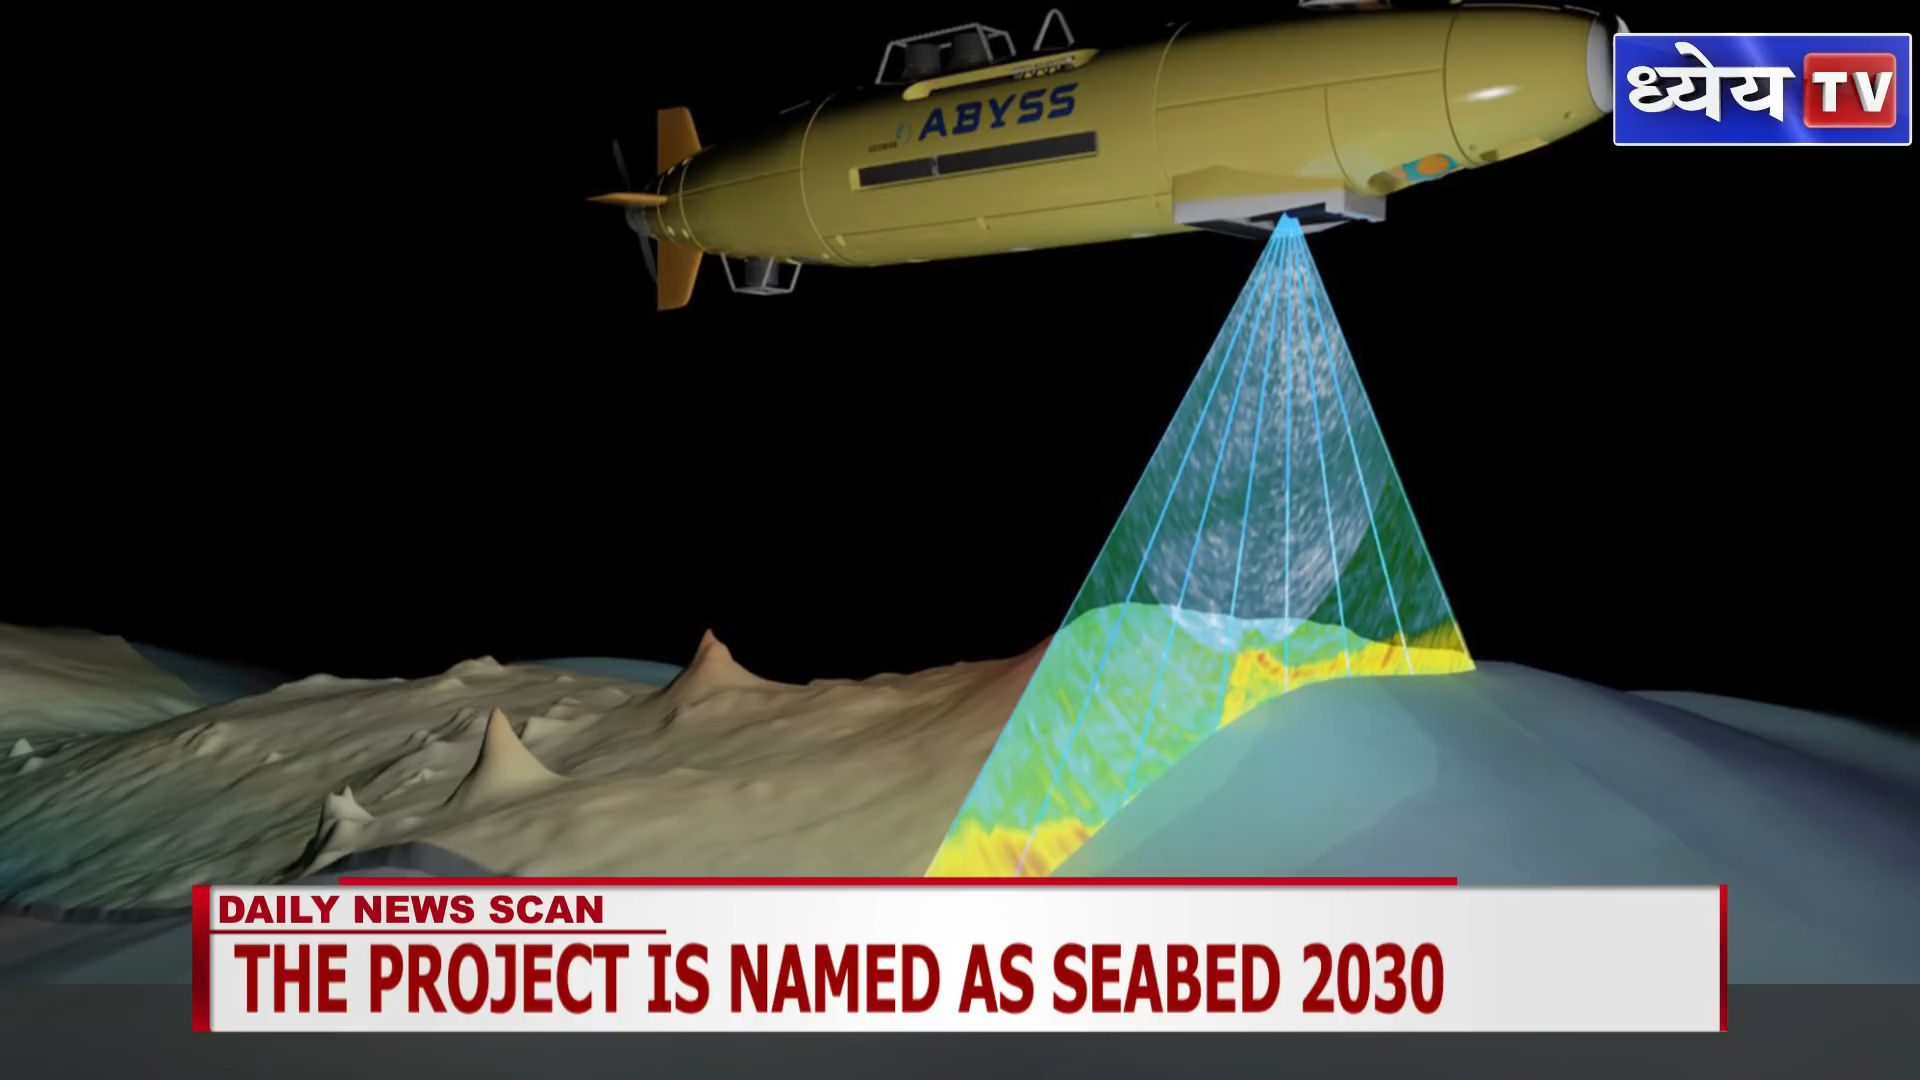 ABYSS
ध्येय TV
DAILY NEWS SCAN
THE PROJECT IS NAMED AS SEABED 2030